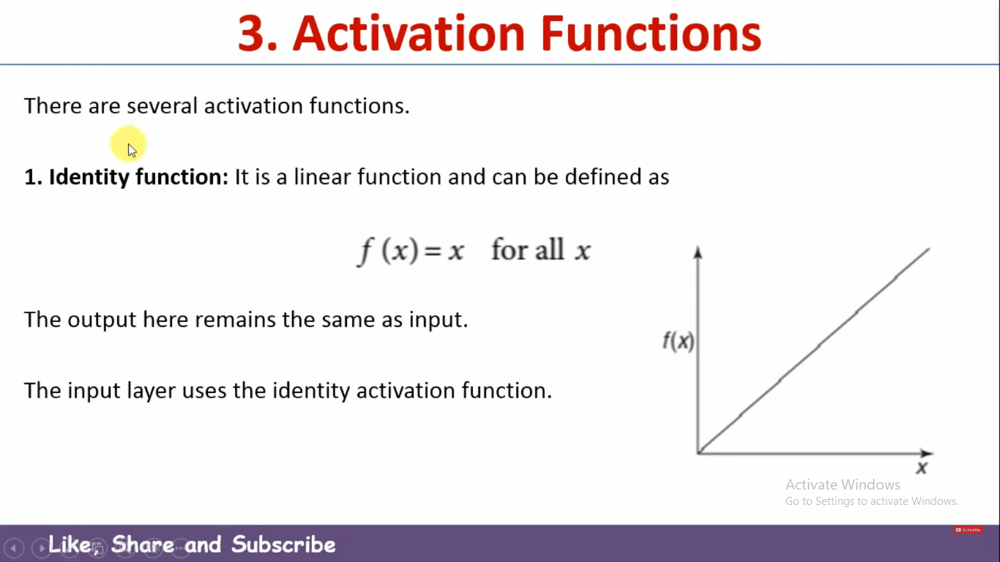 3. Activation Functions
There are several activation functions.
1. Identity function: It is a linear function and can be defined as
f (x) = x for all x
The output here remains the same as input.
f(x)
The input layer uses the identity activation function.
x
Activate Windows
Go to Settings to activate Windows.
Subscribe
Like, Share and Subscribe